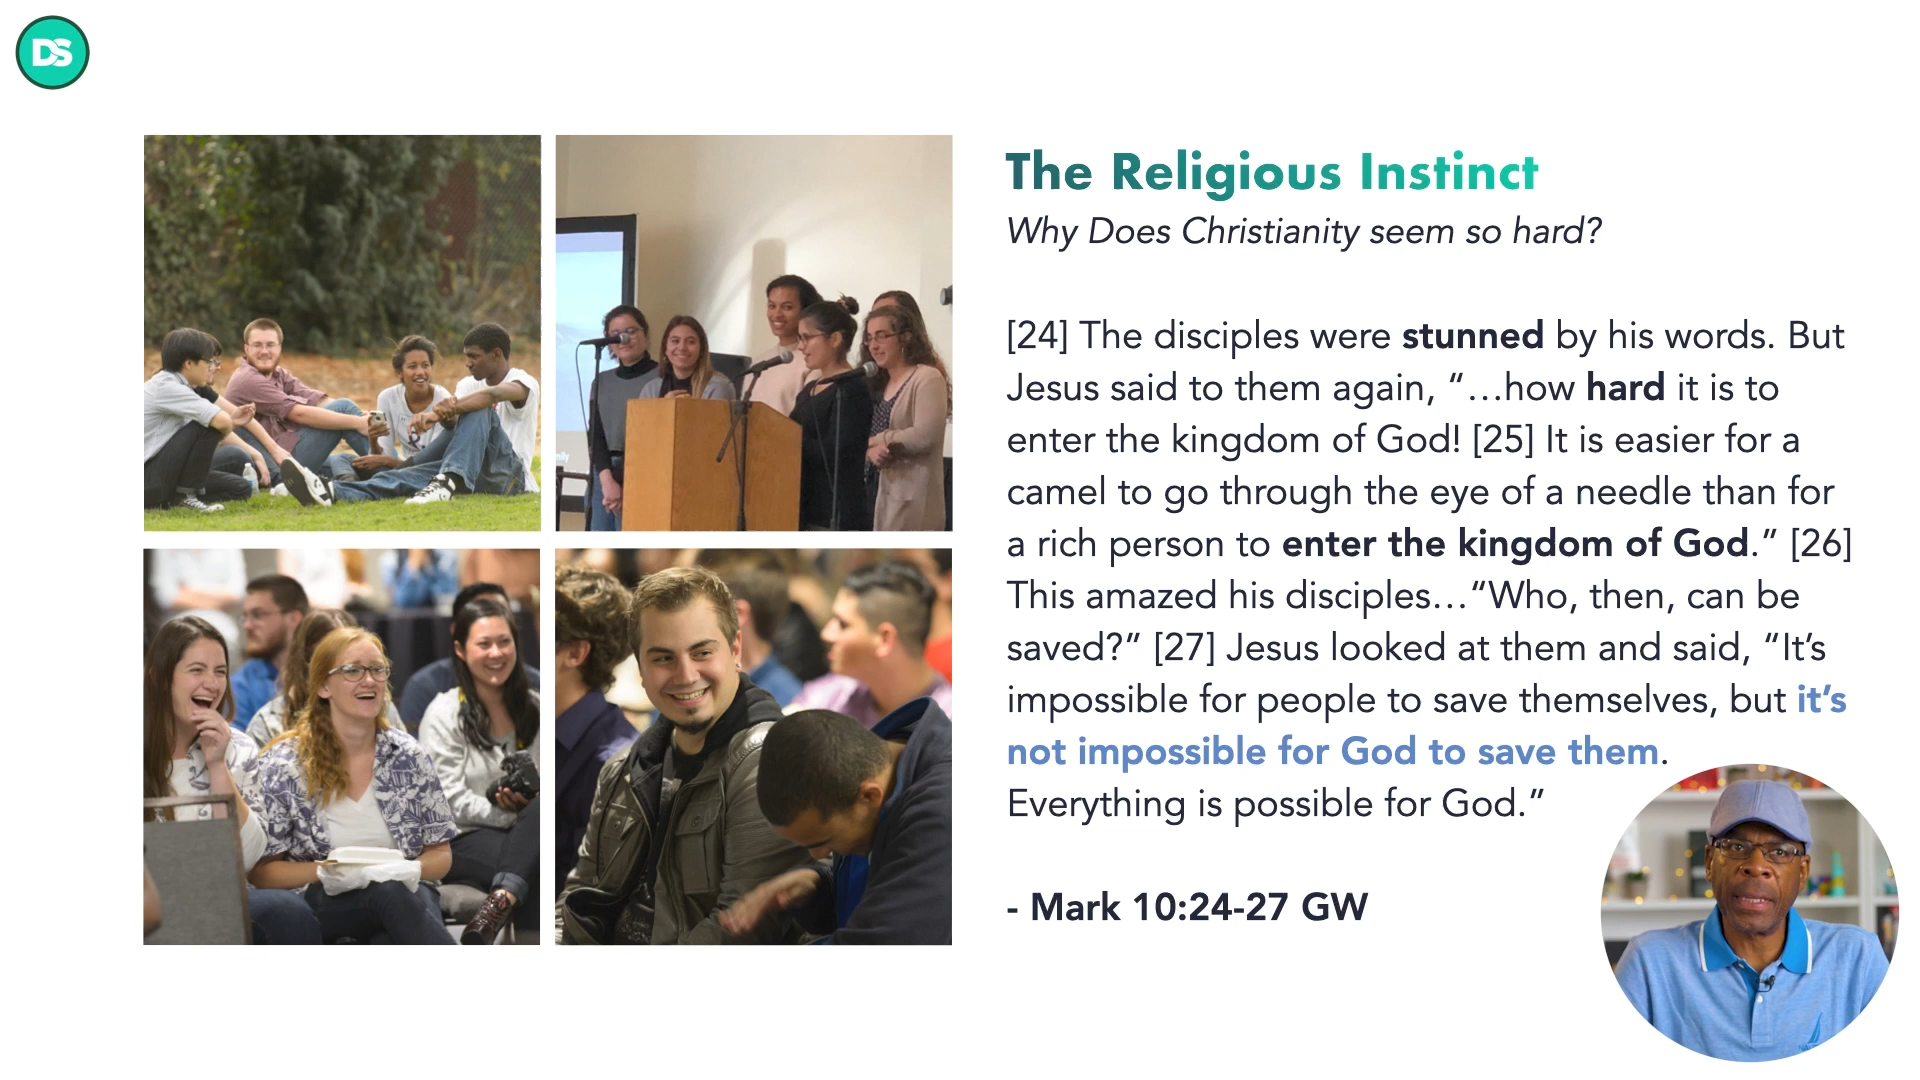 DS
The Religious Instinct
Why Does Christianity seem so hard?
[24] The disciples were stunned by his words. But
Jesus said to them again, “…how hard it is to
enter the kingdom of God! [25] It is easier for a
camel to go through the eye of a needle than for
a rich person to enter the kingdom of God.” [26]
This amazed his disciples…“Who, then, can be
saved?” [27] Jesus looked at them and said, “It’s
impossible for people to save themselves, but it’s
not impossible for God to save them.
Everything is possible for God.”
- Mark 10:24-27 GW